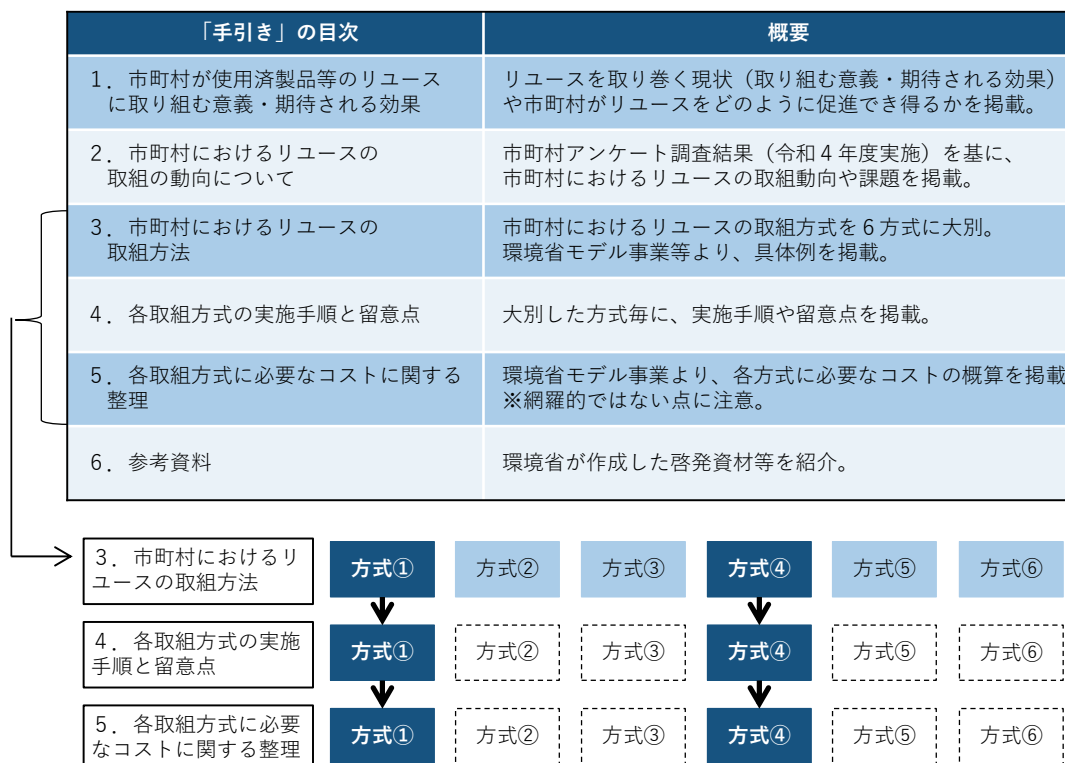 「手引き」の目次
概要
1．市町村が使用済製品等のリユース
に取り組む意義・期待される効果
リユースを取り巻く現状（取り組む意義・期待される効果）
や市町村がリユースをどのように促進でき得るかを掲載。
2．市町村におけるリユースの
取組の動向について
市町村アンケート調査結果（令和４年度実施）を基に、
市町村におけるリユースの取組動向や課題を掲載。
3．市町村におけるリユースの
取組方法
市町村におけるリユースの取組方式を６方式に大別。
環境省モデル事業等より、具体例を掲載。
4．各取組方式の実施手順と留意点
大別した方式毎に、実施手順や留意点を掲載。
5．各取組方式に必要なコストに関する
整理
環境省モデル事業より、各方式に必要なコストの概算を掲載
※網羅的ではない点に注意。
6．参考資料
環境省が作成した啓発資材等を紹介。
3．市町村におけるリ
ユースの取組方法
方式① 方式② 方式③ 方式④ 方式⑤ 方式⑥
4．各取組方式の実施
手順と留意点
方式① 方式② 方式③ 方式④ 方式⑤ 方式⑥
5．各取組方式に必要
なコストに関する整理
方式① 方式② 方式③ 方式④ 方式⑤ 方式⑥